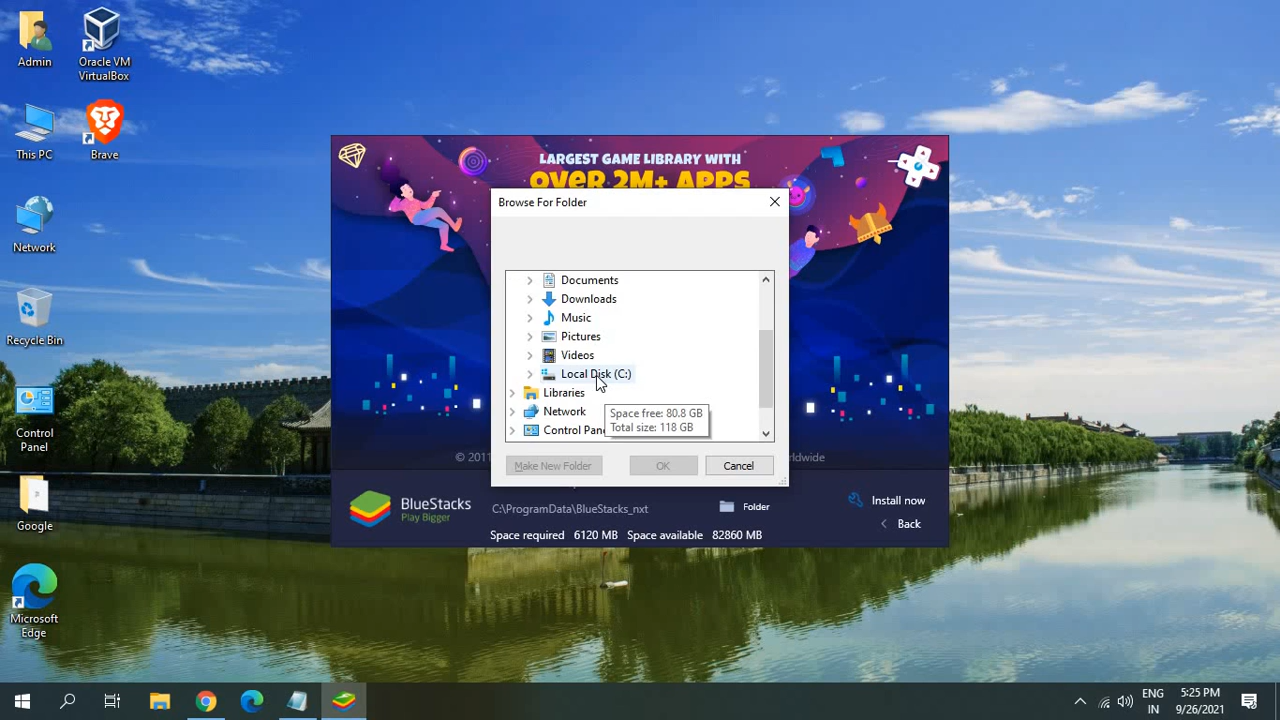 Admin
Oracle VM
VirtualBox
This PC
Brave
Network
Recycle Bin
Control
Panel
Google
Microsoft
Edge
LARGEST GAME LIBRARY WITH
OVER 2M+ APPS
Browse For Folder
Documents
Downloads
Music
Pictures
Videos
Local Disk (C:)
Libraries
Network
Control Pane
Space free: 80.8 GB
Total size: 118 GB
Make New Folder
OK
Cancel
© 2011
BlueStacks
Play Bigger
C:\ProgramData\BlueStacks_nxt
Folder
Install now
Back
Space required 6120 MB Space available 82860 MB
ENG
IN
5:25 PM
9/26/2021